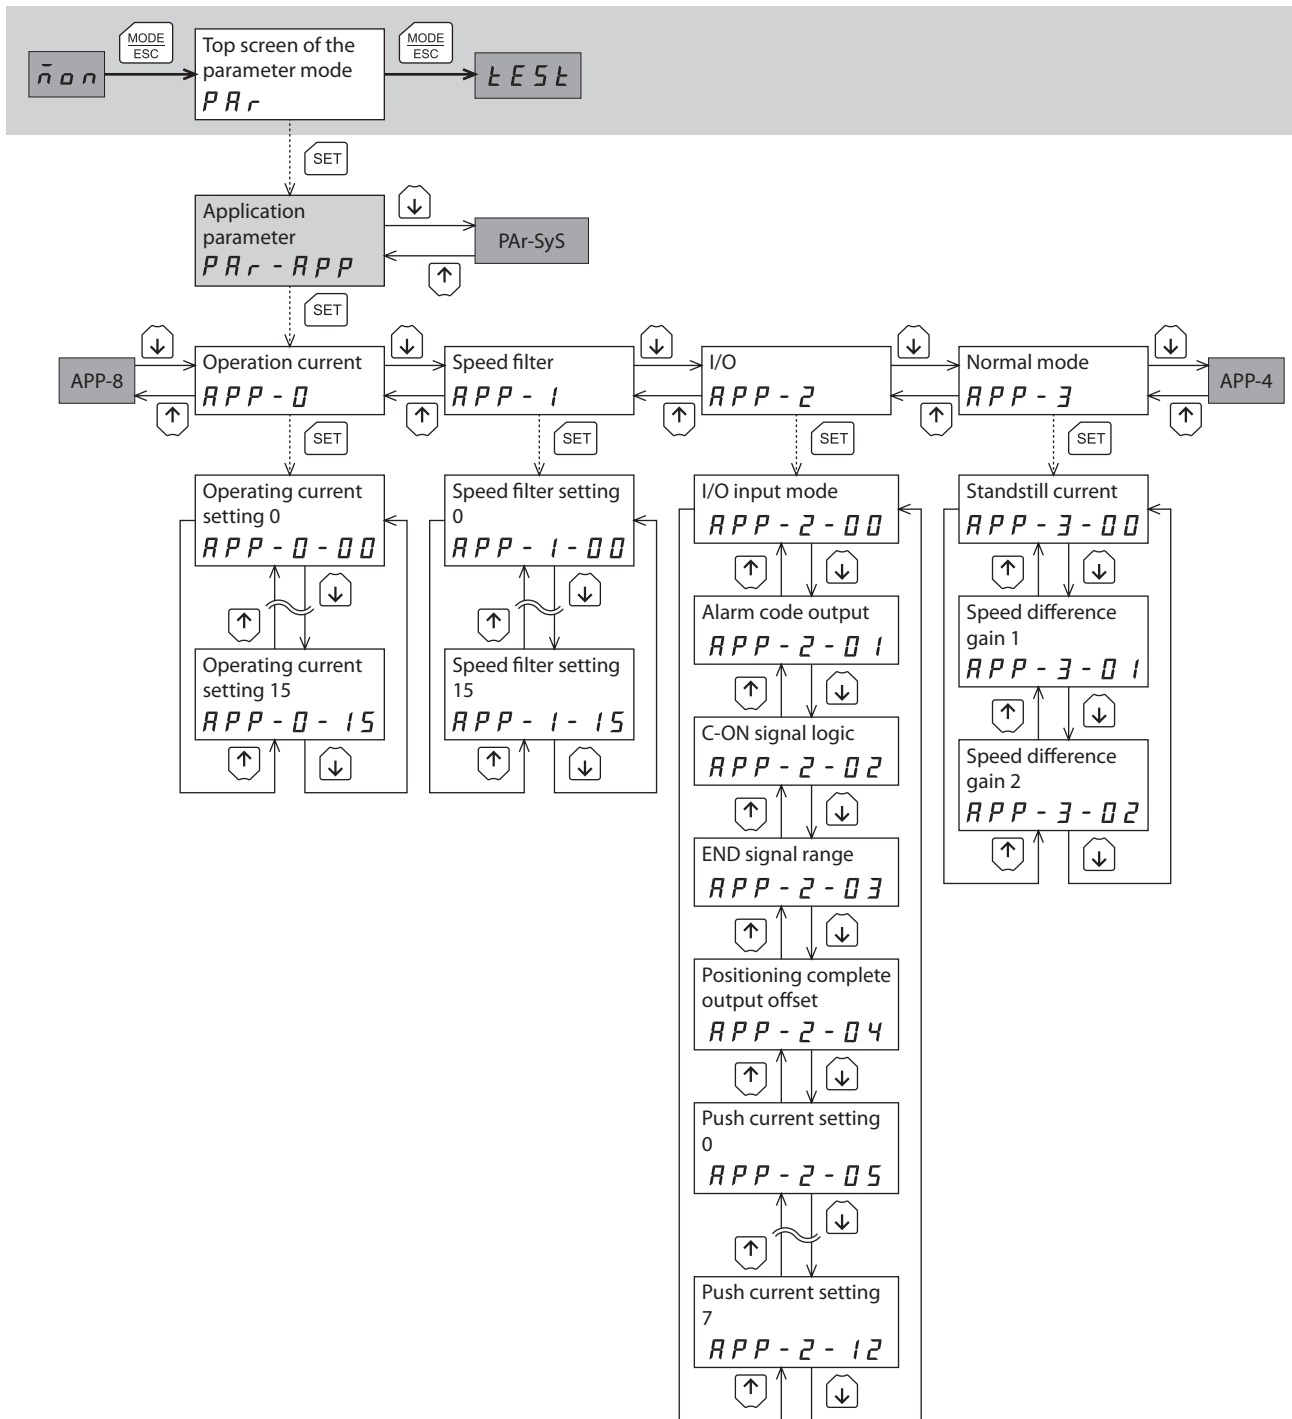 MODE
ESC
MODE
ESC
Top screen of the
parameter mode
PAr
mon
tESt
SET
Application
parameter
PAr-APP
↓
PAr-SyS
↑
SET
↓
↓
↓
↓
↓
APP-8
Operation current
APP-0
Speed filter
APP-1
I/O
APP-2
Normal mode
APP-3
APP-4
↑
↑
↑
↑
↑
SET
SET
SET
SET
Operating current
setting 0
APP-0-00
↓
↑
Operating current
setting 15
APP-0-15
↑
↓
Speed filter setting
0
APP-1-00
↓
↑
Speed filter setting
15
APP-1-15
↑
↓
I/O input mode
APP-2-00
↑
↓
Alarm code output
APP-2-01
↑
↓
C-ON signal logic
APP-2-02
↑
↓
END signal range
APP-2-03
↑
↓
Positioning complete
output offset
APP-2-04
↑
↓
Push current setting
0
APP-2-05
↓
↑
Push current setting
7
APP-2-12
↑
↓
Standstill current
APP-3-00
↑
↓
Speed difference
gain 1
APP-3-01
↑
↓
Speed difference
gain 2
APP-3-02
↑
↓